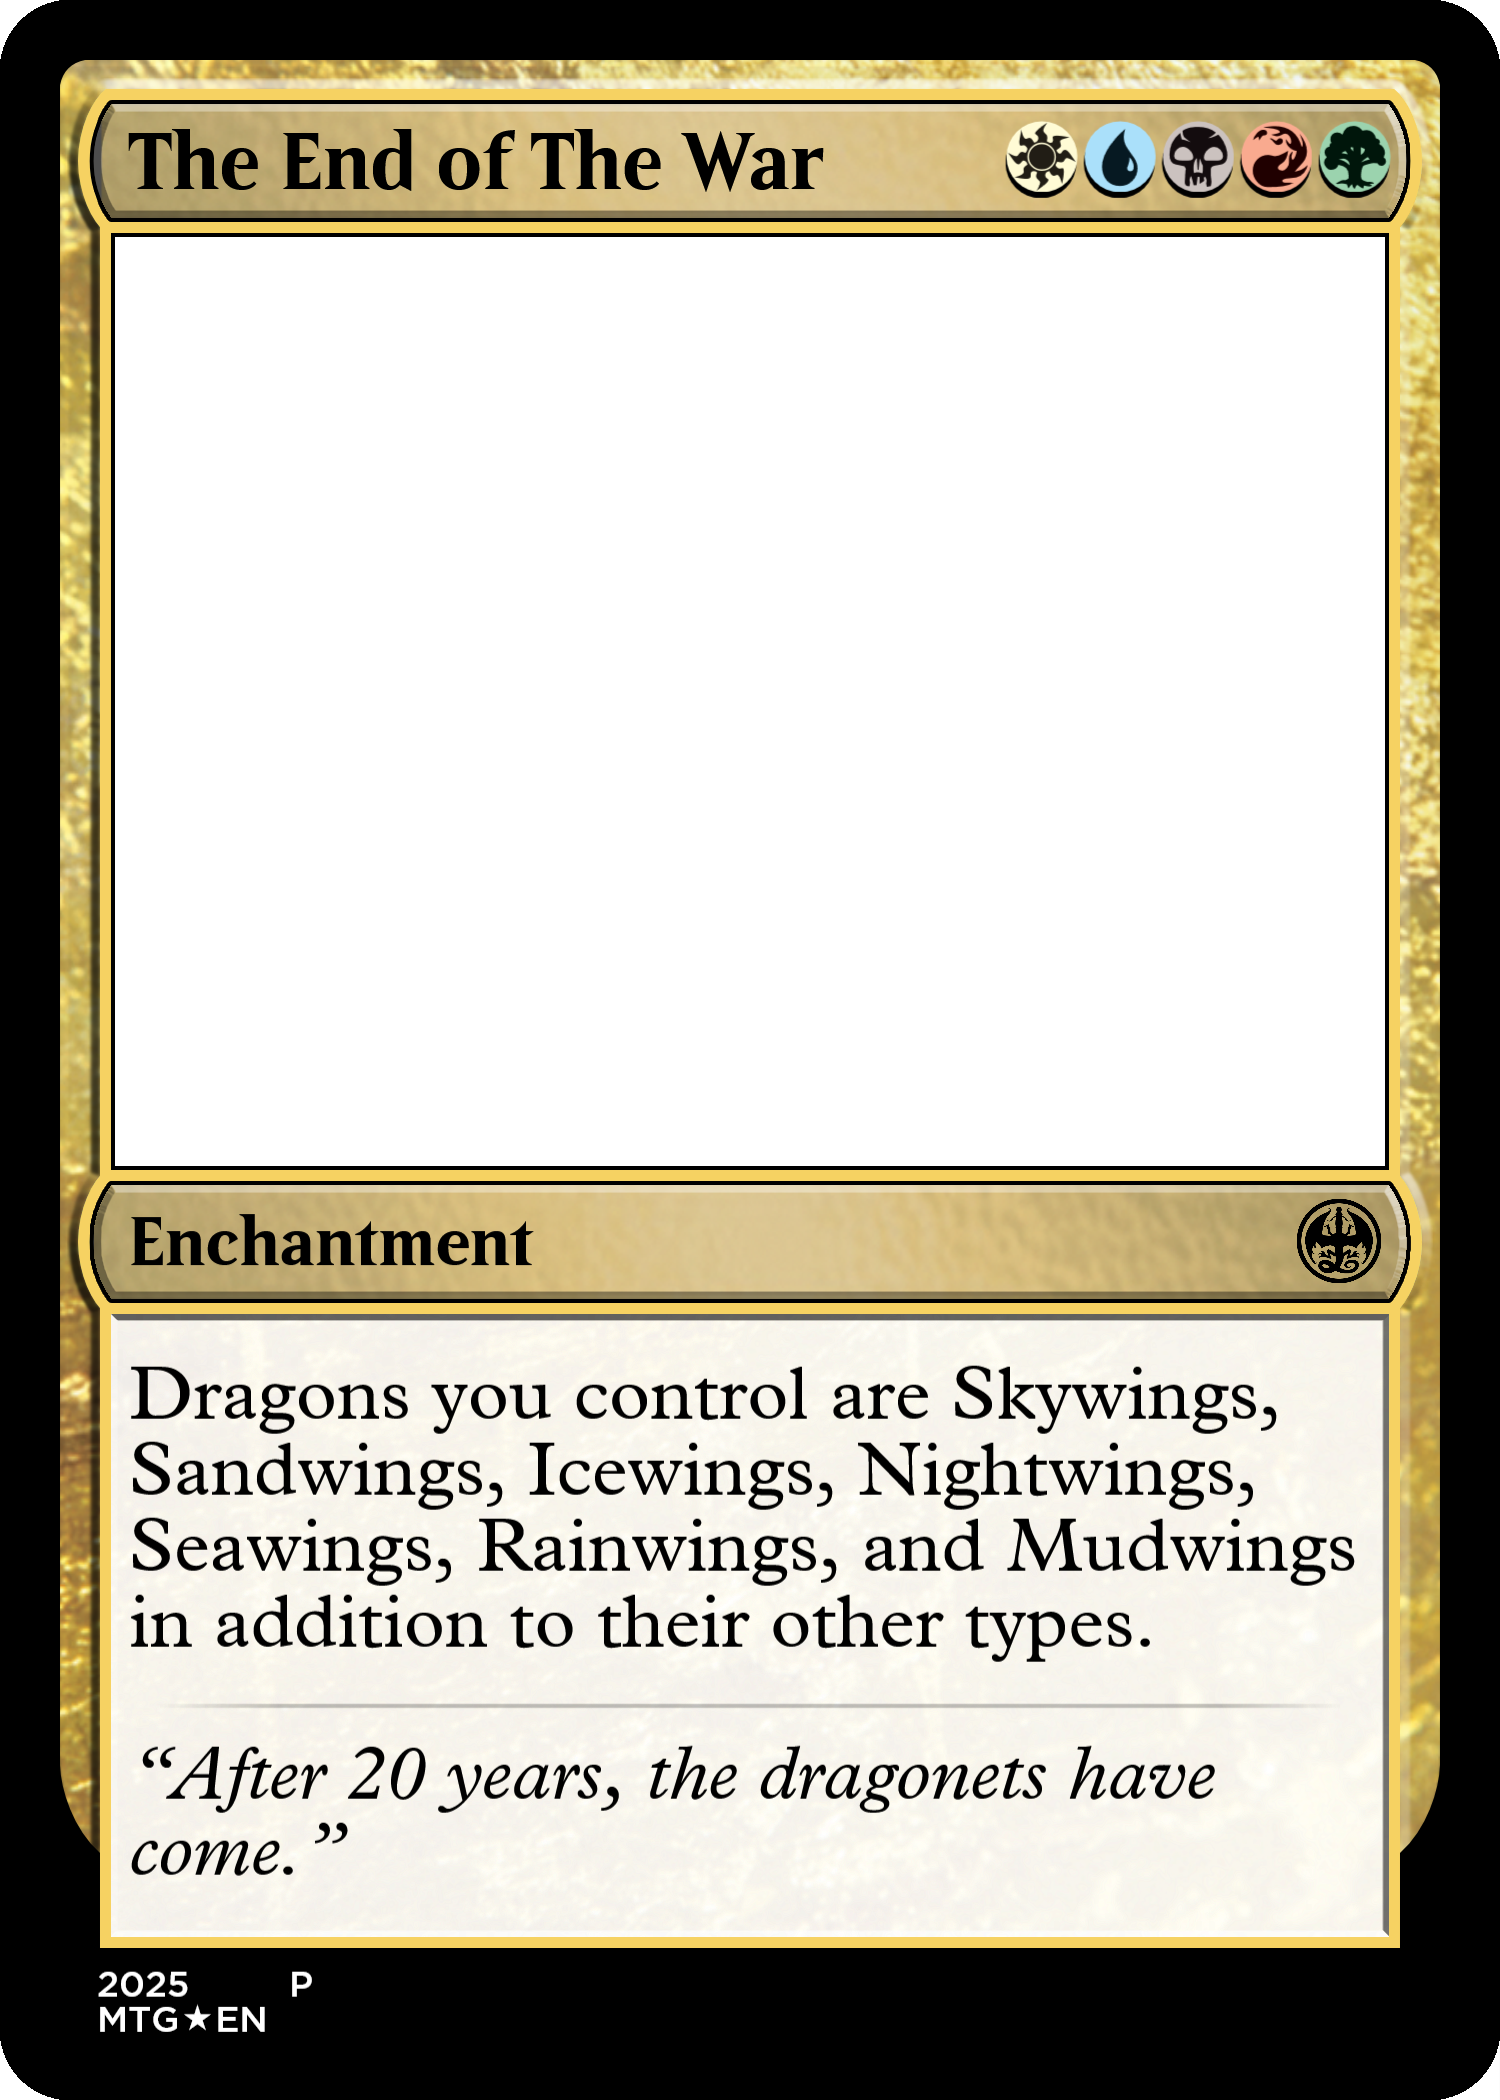 The End of The War
Enchantment
Dragons you control are Skywings,
Sandwings, Icewings, Nightwings,
Seawings, Rainwings, and Mudwings
in addition to their other types.
“After 20 years, the dragonets have
come.”
2025 P
MTG★EN